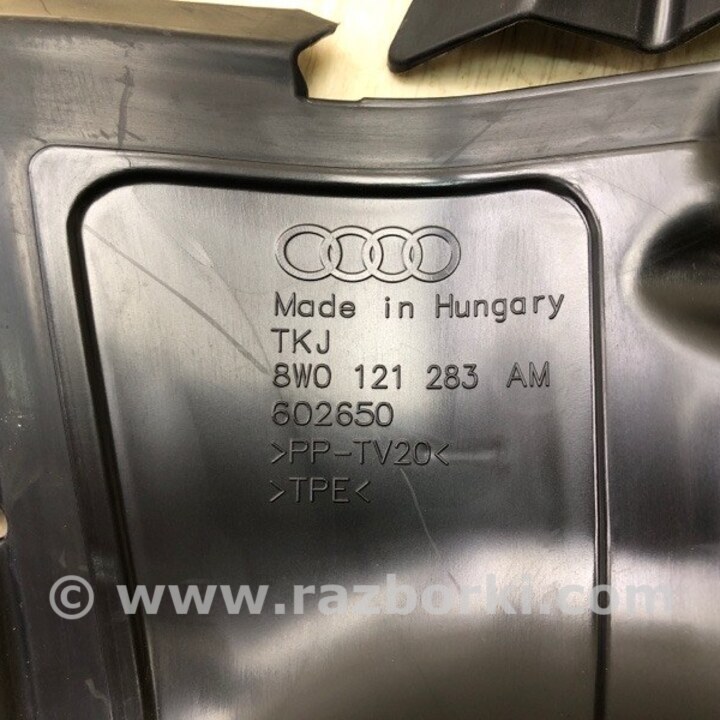 Made in Hungary
TKJ
8W0 121 283 AM
602650
>PP-TV20<
>TPE<
© www.razborki.com